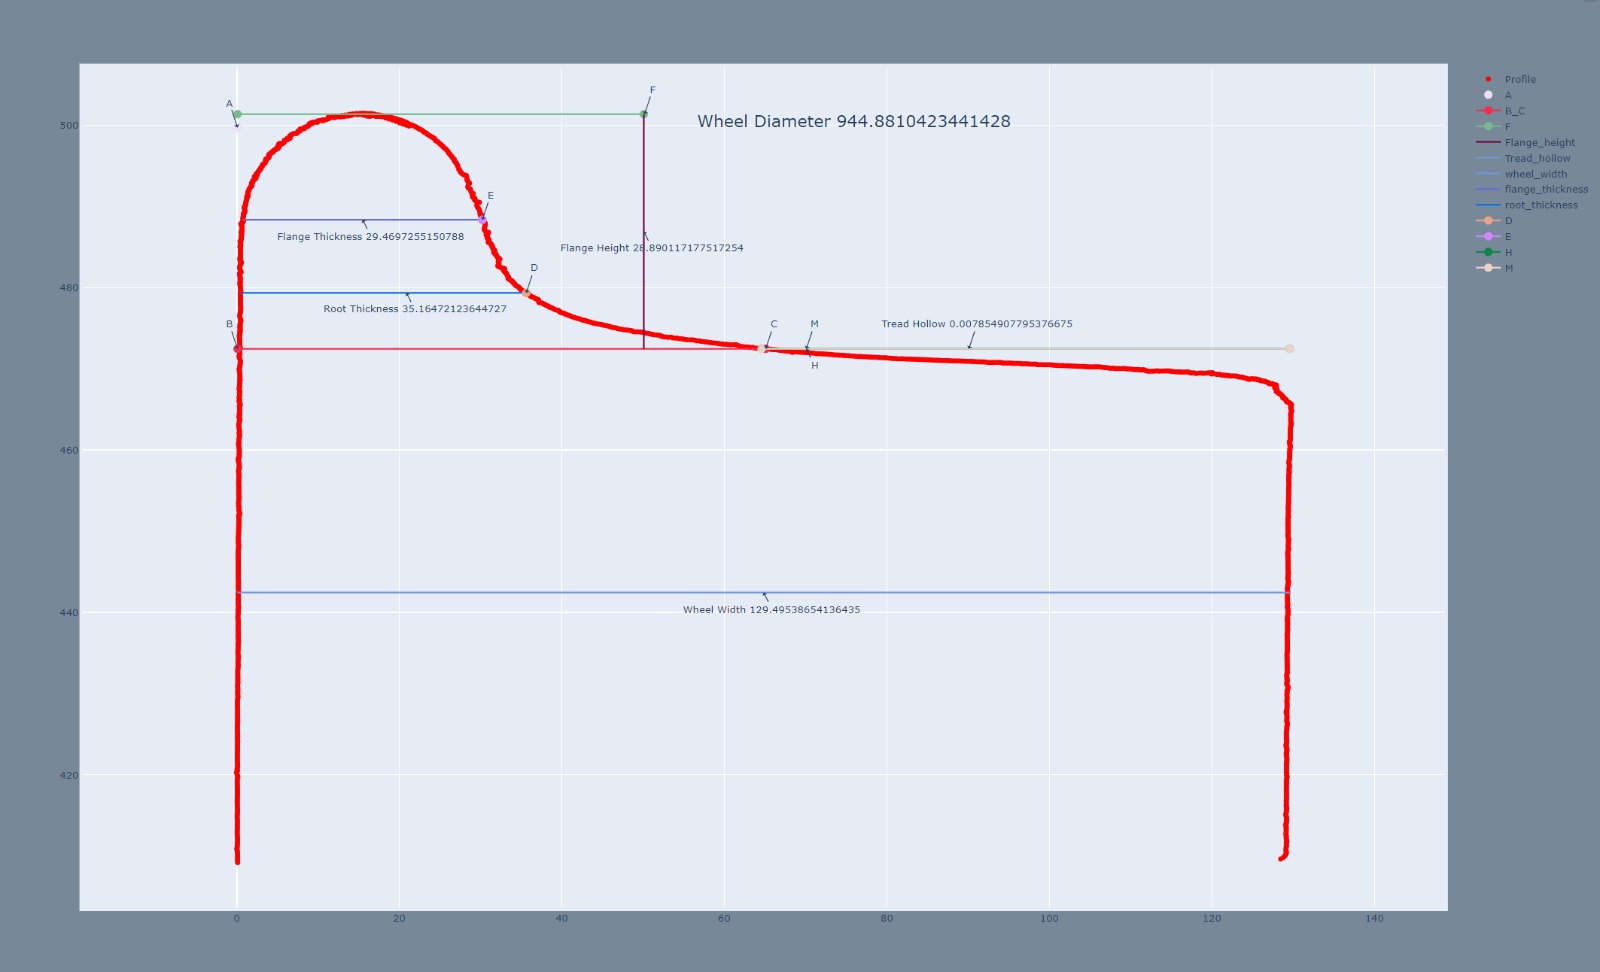 A
F
Wheel Diameter 944.8810423441428
500
E
Flange Thickness 29.4697255150788
Flange Height 28.890117177517254
D
480
Root Thickness 35.16472123644727
B
C
M
Tread Hollow 0.007854907795376675
H
460
Wheel Width 129.49538654136435
440
420
0
20
40
60
80
100
120
140
Profile
A
B_C
F
Flange_height
Tread_hollow
wheel_width
flange_thickness
root_thickness
D
E
H
M